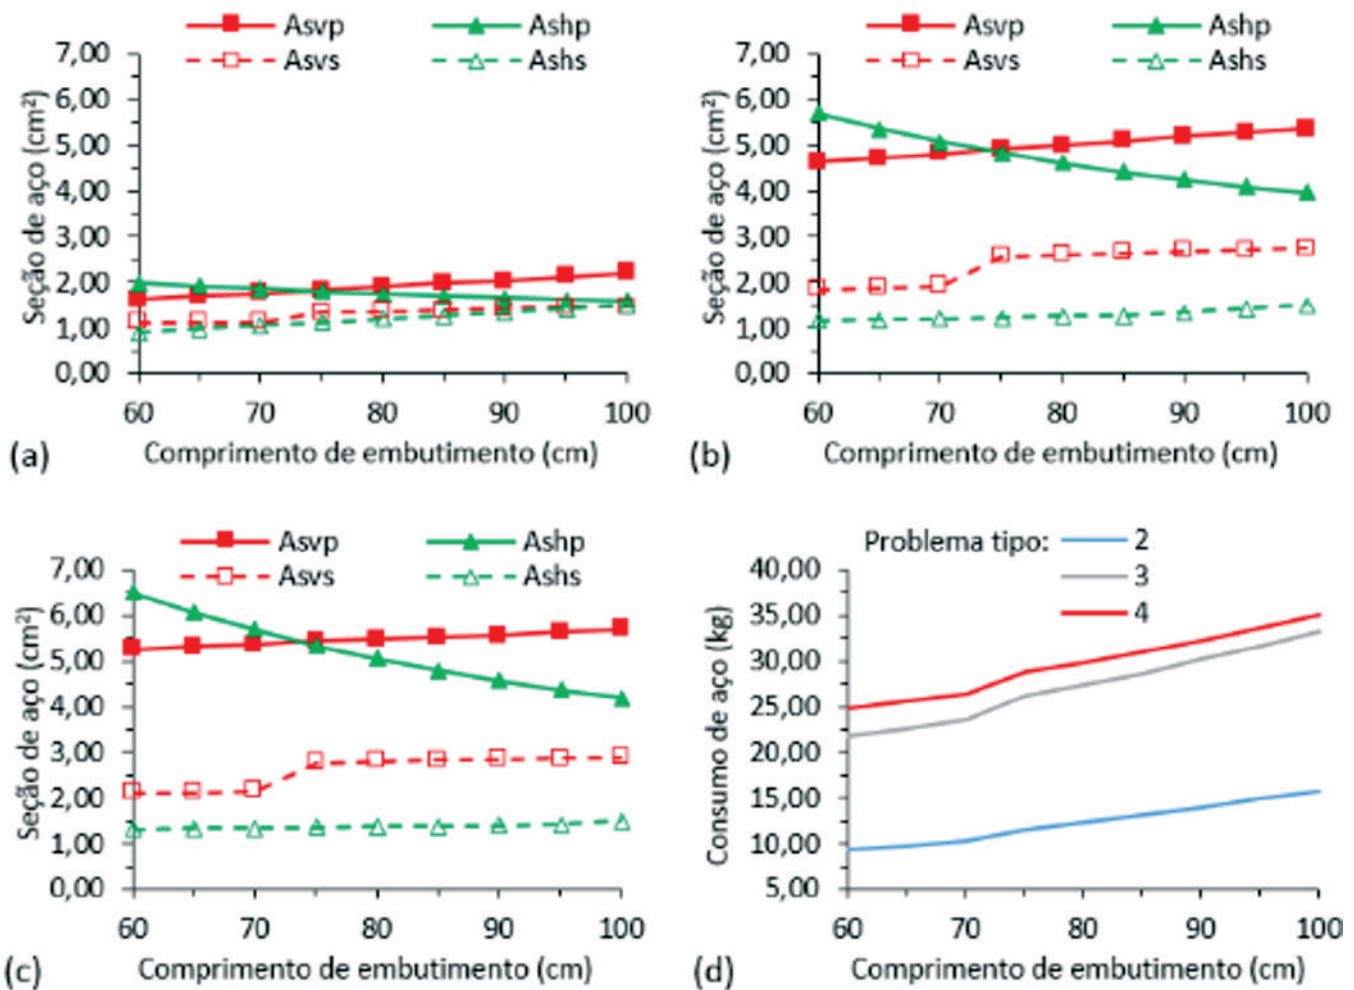 Asvp Ashp
Asvs Ashs
7,00
6,00
5,00
4,00
3,00
2,00
1,00
0,00
Seção de aço (cm²)
60 70 80 90 100
Comprimento de embutimento (cm)
(a)
Asvp Ashp
Asvs Ashs
7,00
6,00
5,00
4,00
3,00
2,00
1,00
0,00
Seção de aço (cm²)
60 70 80 90 100
Comprimento de embutimento (cm)
(b)
Asvp Ashp
Asvs Ashs
7,00
6,00
5,00
4,00
3,00
2,00
1,00
0,00
Seção de aço (cm²)
60 70 80 90 100
Comprimento de embutimento (cm)
(c)
Problema tipo: 2
3
4
40,00
35,00
30,00
25,00
20,00
15,00
10,00
5,00
Consumo de aço (kg)
60 70 80 90 100
Comprimento de embutimento (cm)
(d)